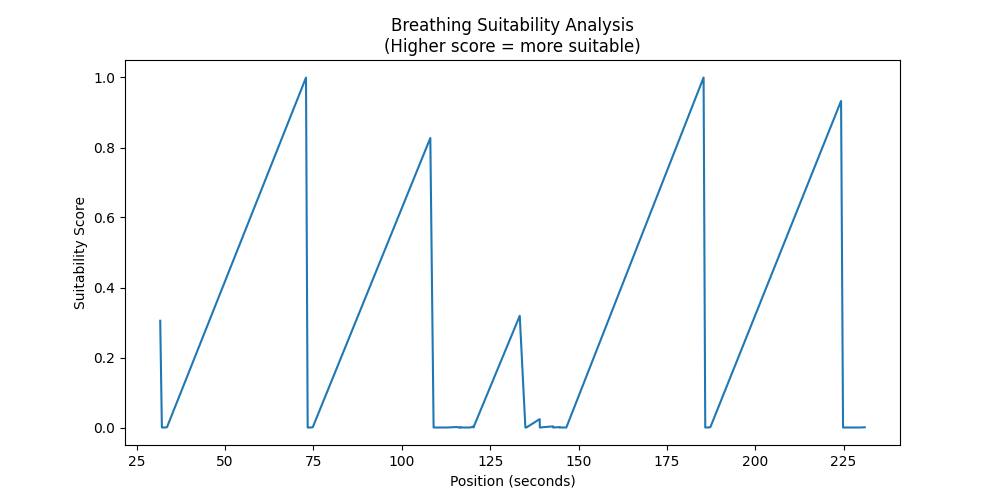 Breathing Suitability Analysis
(Higher score = more suitable)
Suitability Score
1.0
0.8
0.6
0.4
0.2
0.0
25 50 75 100 125 150 175 200 225
Position (seconds)